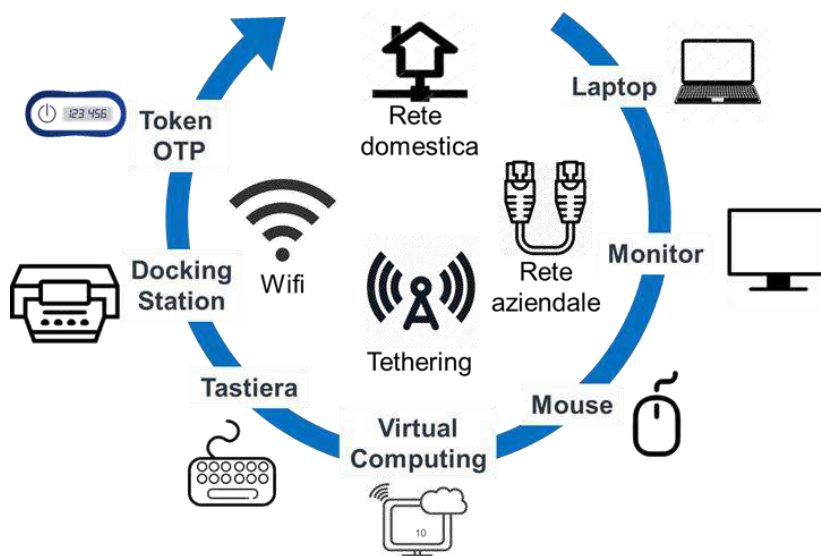 Rete
domestica
Laptop
123 456
Token
OTP
Wifi
Rete
aziendale
Monitor
Docking
Station
Tethering
Tastiera
Mouse
Virtual
Computing
10